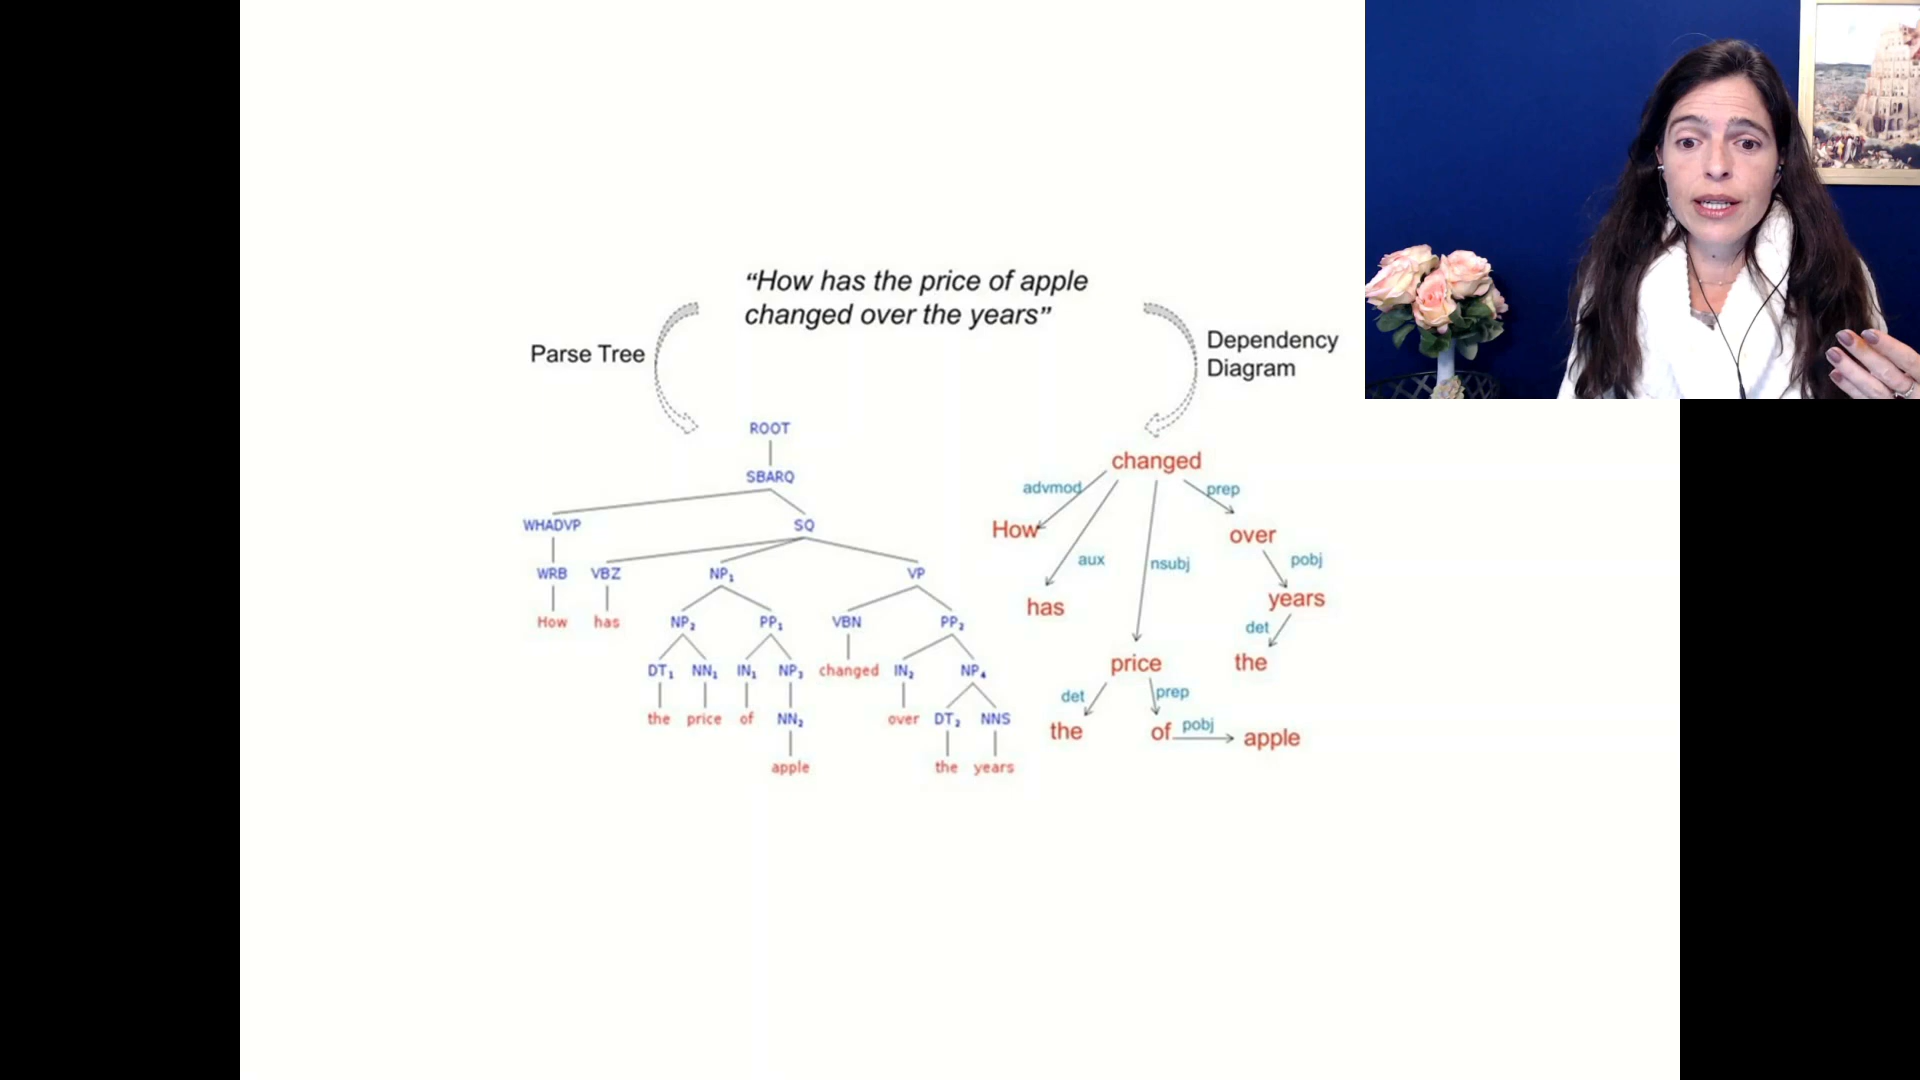 “How has the price of apple
changed over the years”
Parse Tree
Dependency
Diagram
ROOT
SBARQ
WHADVP SQ
WRB VBZ NP₁ VP
How has NP₂ PP₁ VBN PP₂
DT₁ NN₁ IN₁ NP₃ changed IN₂ NP₄
the price of NN₂ over DT₂ NNS
apple the years
changed
advmod prep
How over
aux nsubj pobj
has years
det
price the
det prep
the of pobj apple